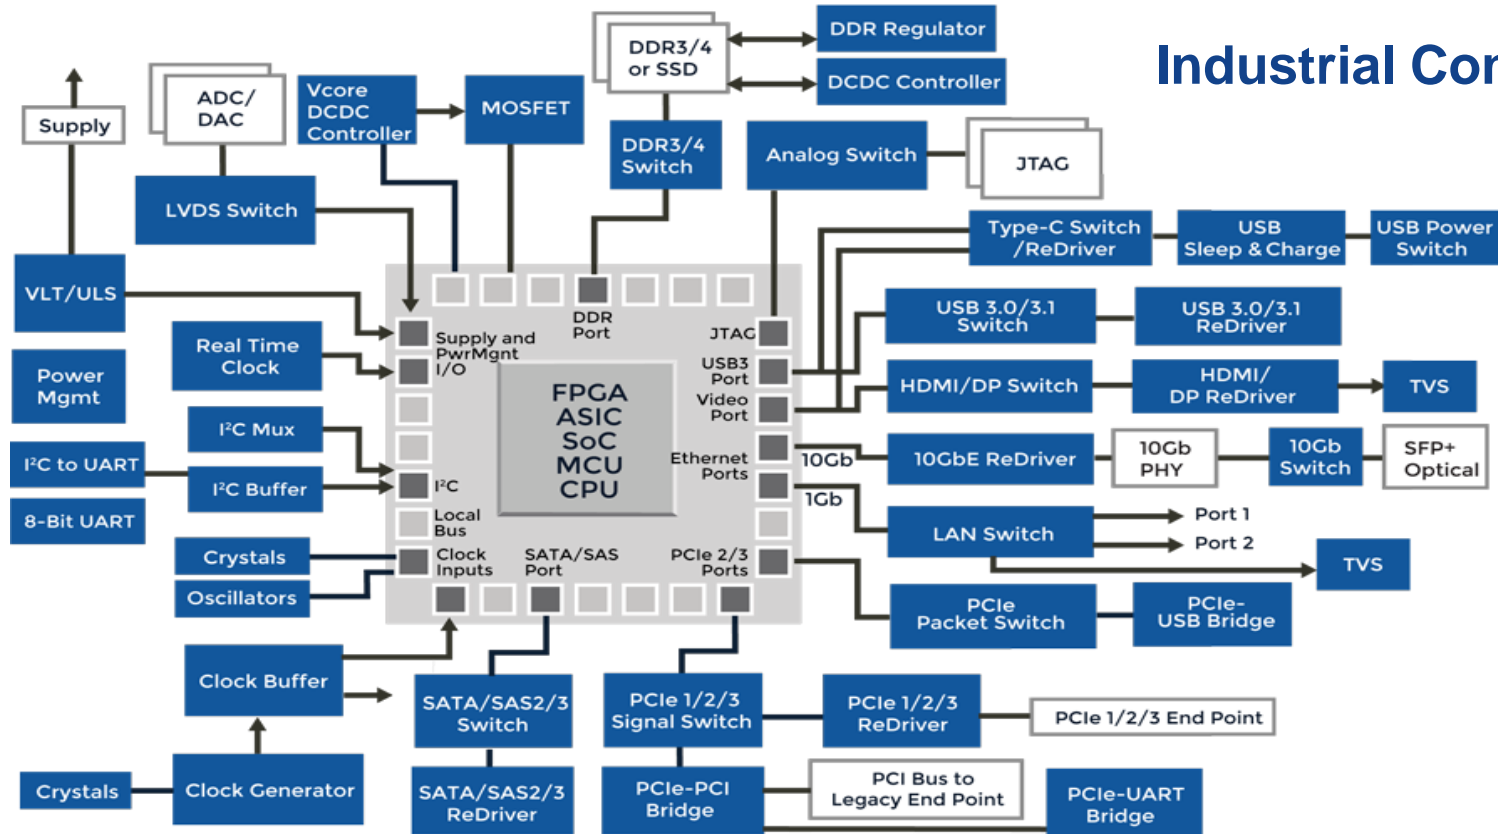 Industrial Con
Supply
ADC/
DAC
Vcore
DCDC
Controller
MOSFET
DDR3/4
or SSD
DDR Regulator
DCDC Controller
LVDS Switch
DDR3/4
Switch
Analog Switch
JTAG
Type-C Switch
/ReDriver
USB
Sleep & Charge
USB Power
Switch
VLT/ULS
USB 3.0/3.1
Switch
USB 3.0/3.1
ReDriver
Power
Mgmt
Real Time
Clock
Supply and
PwrMgnt
I/O
DDR
Port
JTAG
USB3
Port
Video
Port
HDMI/DP Switch
HDMI/
DP ReDriver
TVS
FPGA
ASIC
SoC
MCU
CPU
I²C Mux
I²C to UART
I²C Buffer
I²C
8-Bit UART
Ethernet
Ports
10Gb
1Gb
10GbE ReDriver
10Gb
PHY
10Gb
Switch
SFP+
Optical
Local
Bus
LAN Switch
Port 1
Port 2
TVS
Crystals
Oscillators
Clock
Inputs
SATA/SAS
Port
PCIe 2/3
Ports
PCIe
Packet Switch
PCIe-
USB Bridge
Clock Buffer
SATA/SAS2/3
Switch
PCIe 1/2/3
Signal Switch
PCIe 1/2/3
ReDriver
PCIe 1/2/3 End Point
Crystals
Clock Generator
SATA/SAS2/3
ReDriver
PCIe-PCI
Bridge
PCI Bus to
Legacy End Point
PCIe-UART
Bridge